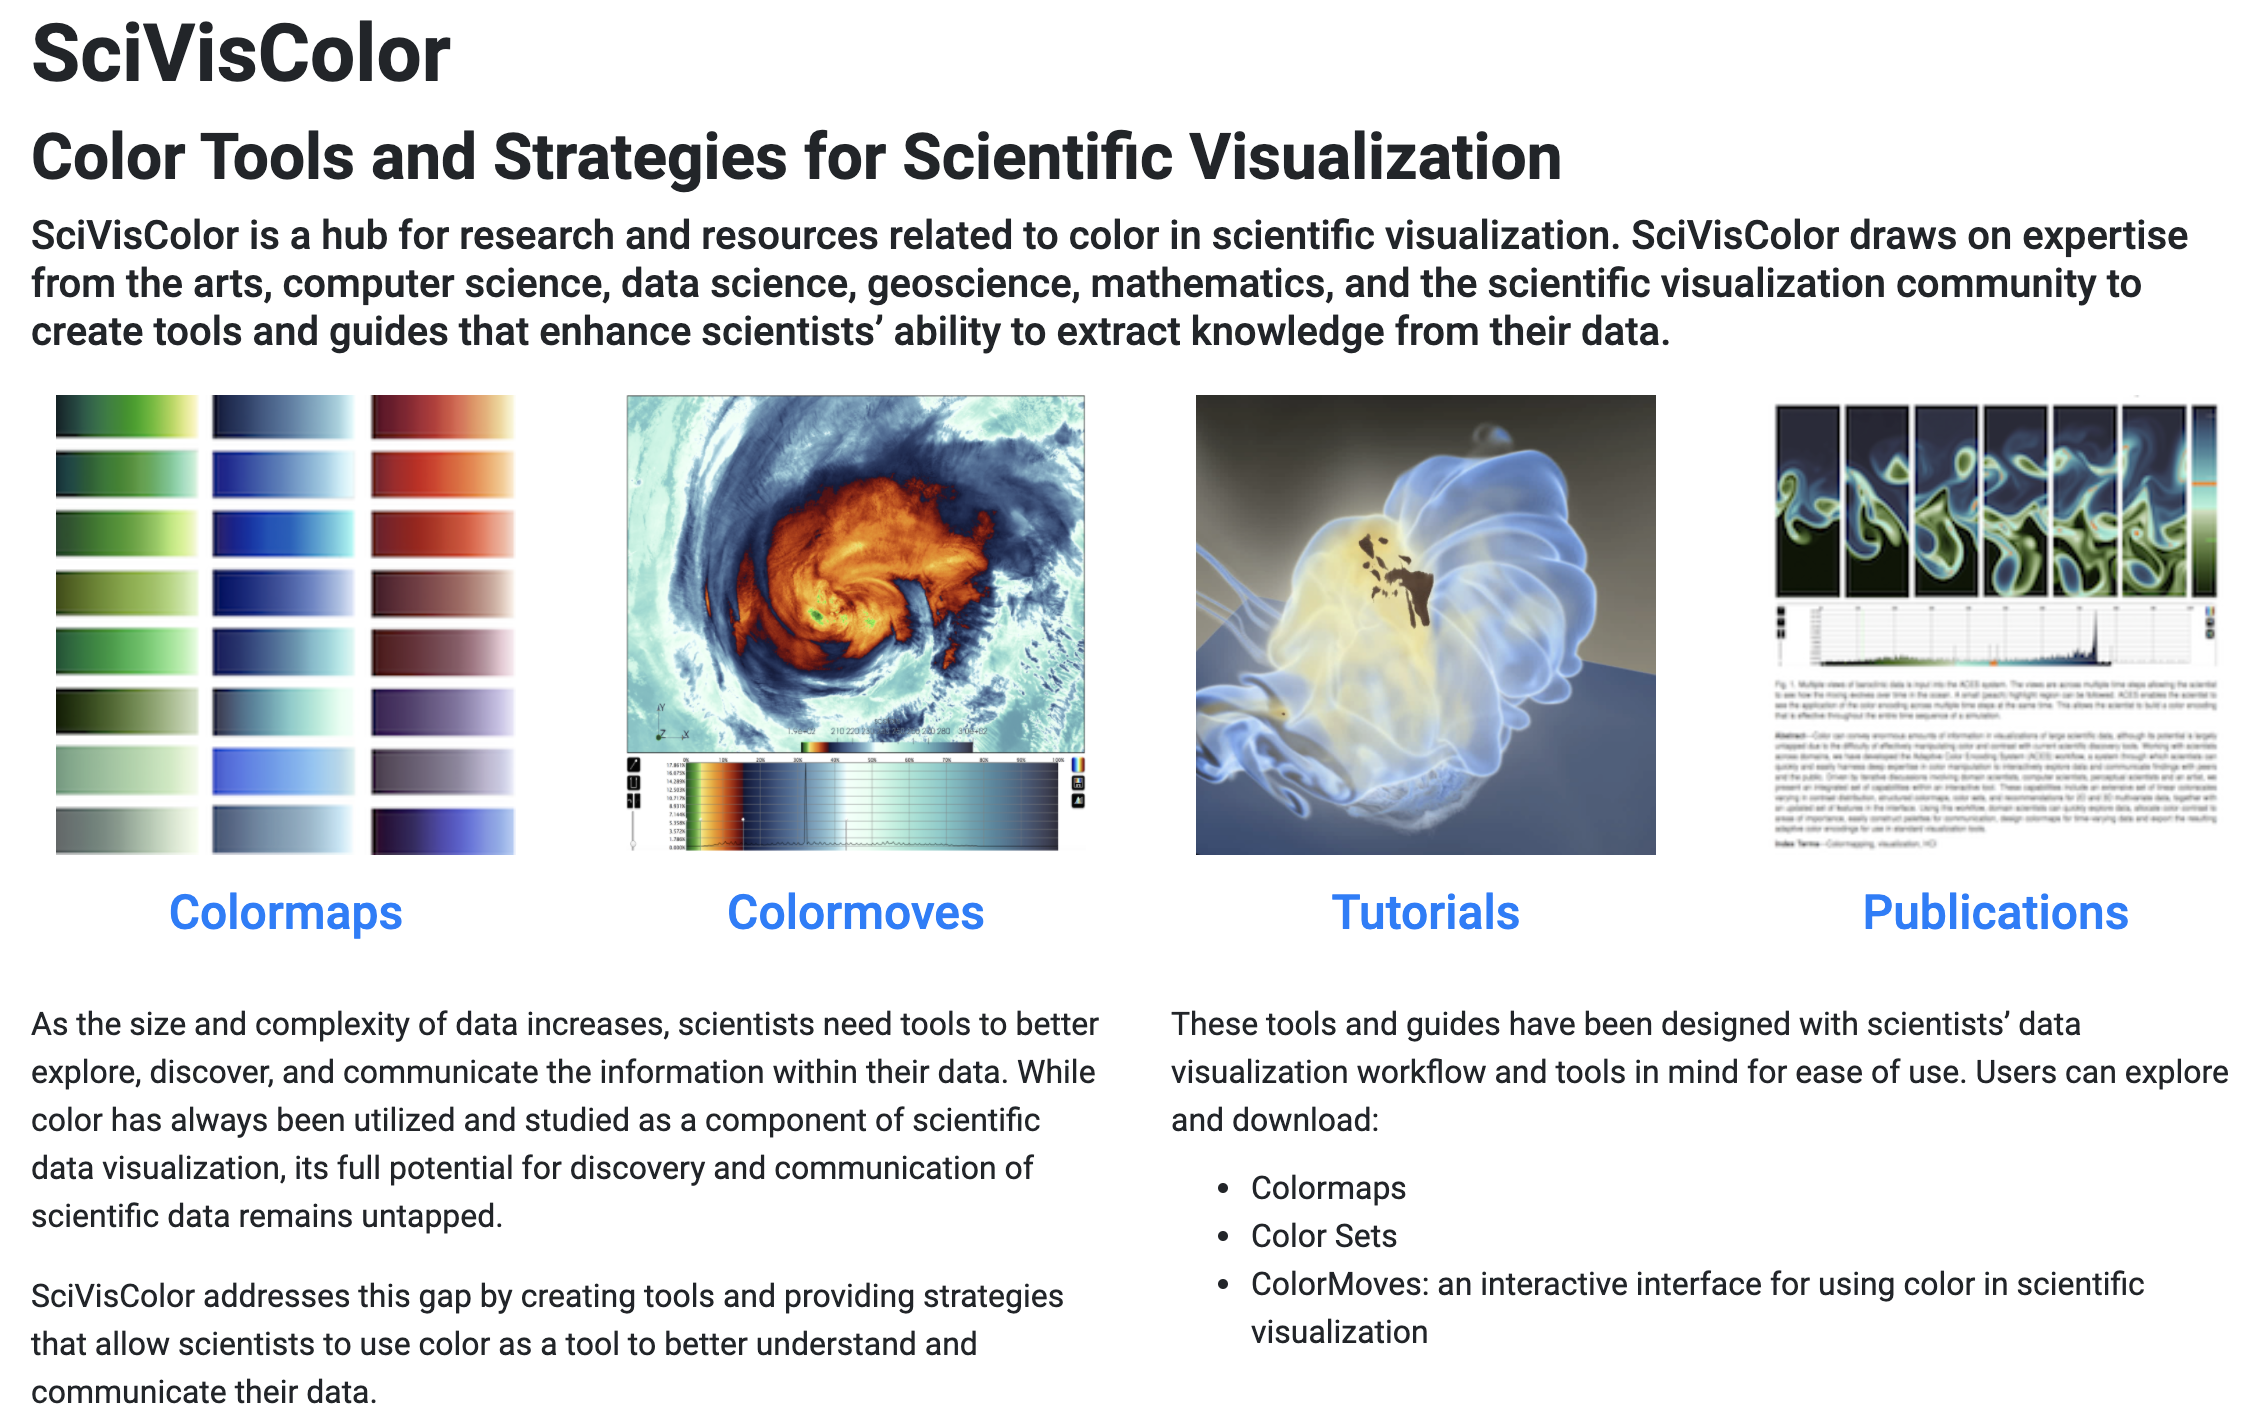 SciVisColor
Color Tools and Strategies for Scientific Visualization
SciVisColor is a hub for research and resources related to color in scientific visualization. SciVisColor draws on expertise
from the arts, computer science, data science, geoscience, mathematics, and the scientific visualization community to
create tools and guides that enhance scientists’ ability to extract knowledge from their data.
Colormaps
Colormoves
Tutorials
Publications
As the size and complexity of data increases, scientists need tools to better
explore, discover, and communicate the information within their data. While
color has always been utilized and studied as a component of scientific
data visualization, its full potential for discovery and communication of
scientific data remains untapped.
SciVisColor addresses this gap by creating tools and providing strategies
that allow scientists to use color as a tool to better understand and
communicate their data.
These tools and guides have been designed with scientists’ data
visualization workflow and tools in mind for ease of use. Users can explore
and download:
• Colormaps
• Color Sets
• ColorMoves: an interactive interface for using color in scientific
visualization